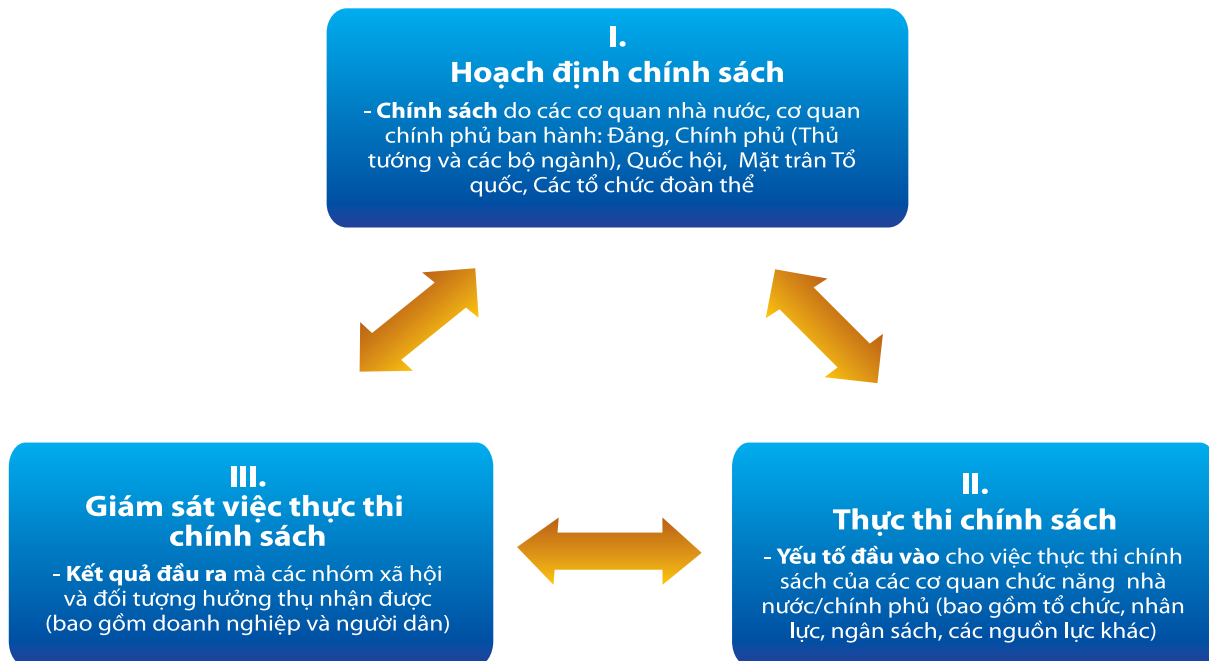 I.
Hoạch định chính sách
- Chính sách do các cơ quan nhà nước, cơ quan
chính phủ ban hành: Đảng, Chính phủ (Thủ
tướng và các bộ ngành), Quốc hội, Mặt trân Tổ
quốc, Các tổ chức đoàn thể
III.
Giám sát việc thực thi
chính sách
- Kết quả đầu ra mà các nhóm xã hội
và đối tượng hưởng thụ nhận được
(bao gồm doanh nghiệp và người dân)
II.
Thực thi chính sách
- Yếu tố đầu vào cho việc thực thi chính
sách của các cơ quan chức năng nhà
nước/chính phủ (bao gồm tổ chức, nhân
lực, ngân sách, các nguồn lực khác)